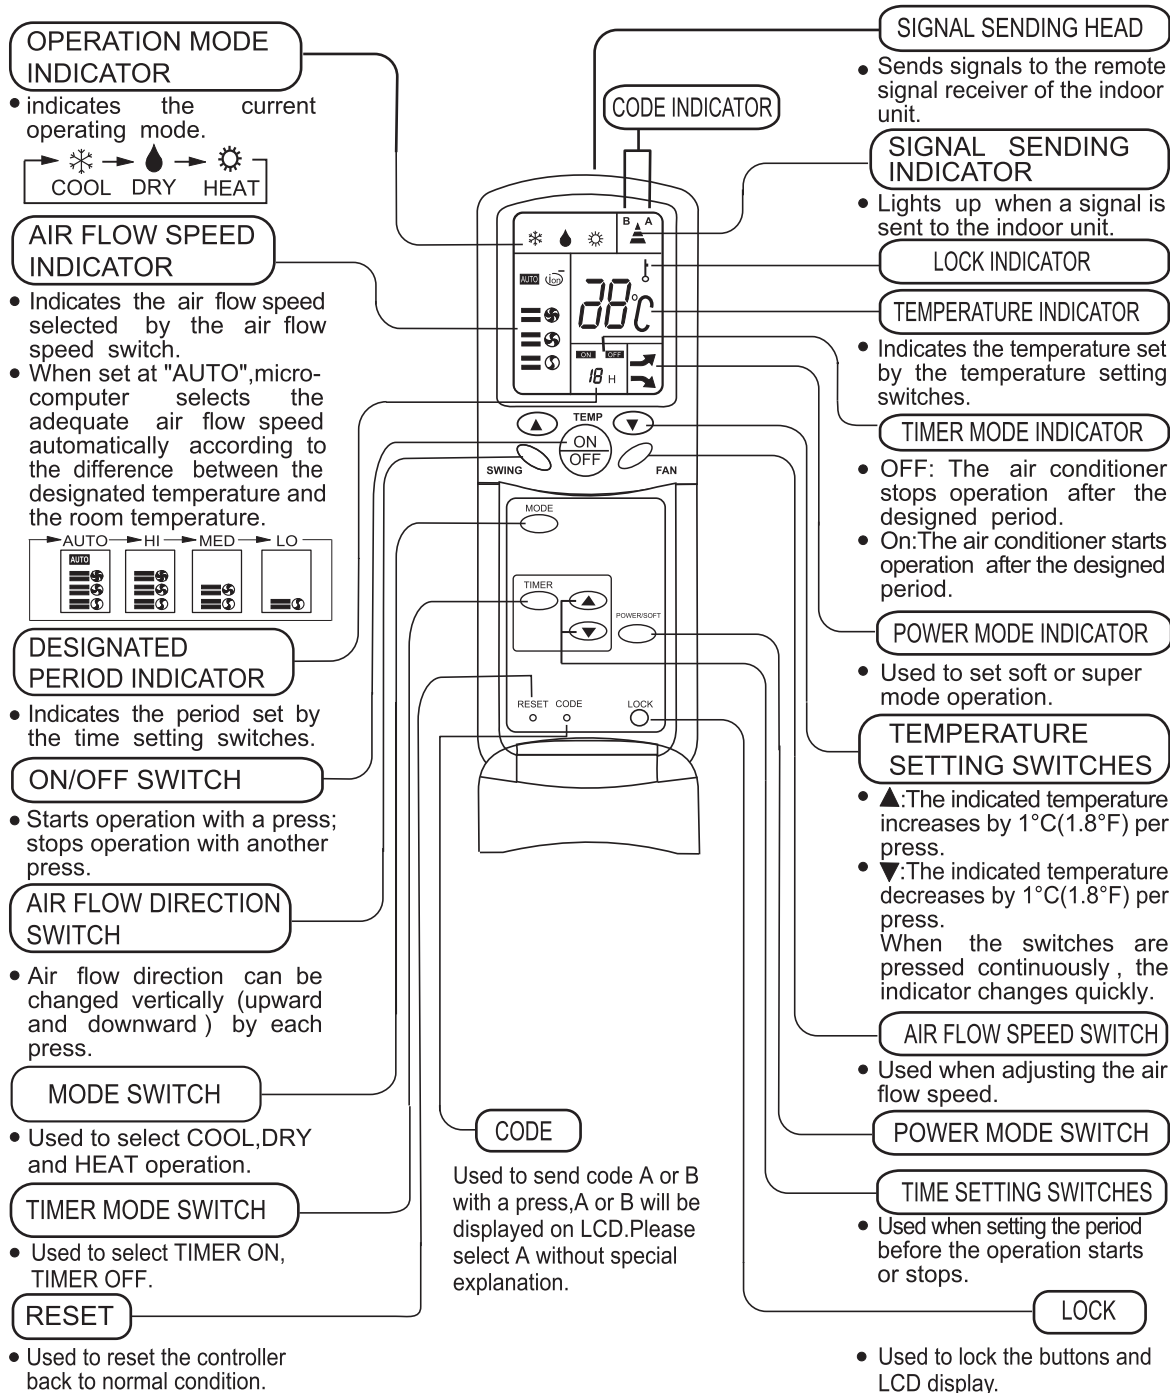 OPERATION MODE
INDICATOR
• indicates the current
operating mode.
COOL DRY HEAT
AIR FLOW SPEED
INDICATOR
• Indicates the air flow speed
selected by the air flow
speed switch.
• When set at "AUTO",micro-
computer selects the
adequate air flow speed
automatically according to
the difference between the
designated temperature and
the room temperature.
AUTO HI MED LO
AUTO
DESIGNATED
PERIOD INDICATOR
• Indicates the period set by
the time setting switches.
ON/OFF SWITCH
• Starts operation with a press;
stops operation with another
press.
AIR FLOW DIRECTION
SWITCH
• Air flow direction can be
changed vertically (upward
and downward ) by each
press.
MODE SWITCH
• Used to select COOL,DRY
and HEAT operation.
TIMER MODE SWITCH
• Used to select TIMER ON,
TIMER OFF.
RESET
• Used to reset the controller
back to normal condition.
CODE INDICATOR
B A
AUTO ion
38°C
ON OFF
18 H
TEMP
▲ ▼
ON
OFF
SWING FAN
MODE
TIMER
▲
▼
POWER/SOFT
RESET CODE LOCK
CODE
Used to send code A or B
with a press,A or B will be
displayed on LCD.Please
select A without special
explanation.
SIGNAL SENDING HEAD
• Sends signals to the remote
signal receiver of the indoor
unit.
SIGNAL SENDING
INDICATOR
• Lights up when a signal is
sent to the indoor unit.
LOCK INDICATOR
TEMPERATURE INDICATOR
• Indicates the temperature set
by the temperature setting
switches.
TIMER MODE INDICATOR
• OFF: The air conditioner
stops operation after the
designed period.
• On:The air conditioner starts
operation after the designed
period.
POWER MODE INDICATOR
• Used to set soft or super
mode operation.
TEMPERATURE
SETTING SWITCHES
• ▲:The indicated temperature
increases by 1°C(1.8°F) per
press.
• ▼:The indicated temperature
decreases by 1°C(1.8°F) per
press.
When the switches are
pressed continuously , the
indicator changes quickly.
AIR FLOW SPEED SWITCH
• Used when adjusting the air
flow speed.
POWER MODE SWITCH
TIME SETTING SWITCHES
• Used when setting the period
before the operation starts
or stops.
LOCK
• Used to lock the buttons and
LCD display.